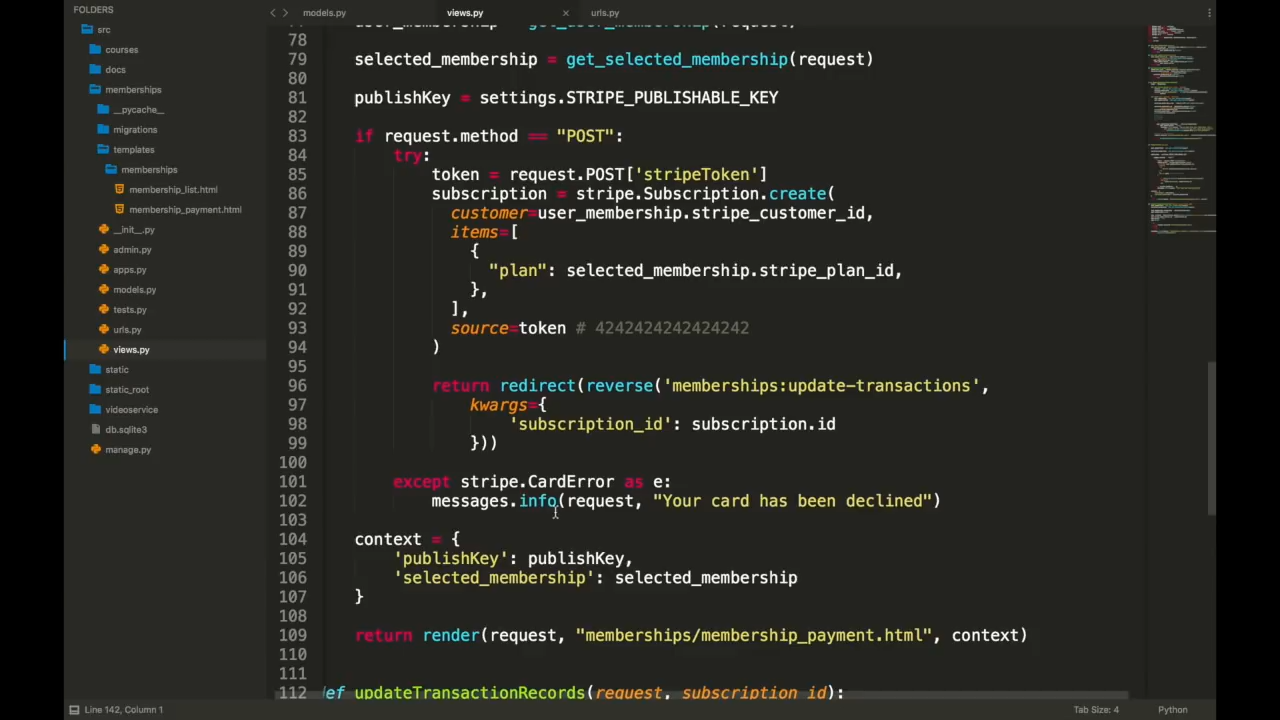 FOLDERS
src
courses
docs
memberships
__pycache__
migrations
templates
memberships
membership_list.html
membership_payment.html
__init__.py
admin.py
apps.py
models.py
tests.py
urls.py
views.py
static
static_root
videoservice
db.sqlite3
manage.py
models.py views.py × urls.py
78
79 selected_membership = get_selected_membership(request)
80
81 publishKey = settings.STRIPE_PUBLISHABLE_KEY
82
83 if request.method == "POST":
84 try:
85 token = request.POST['stripeToken']
86 subscription = stripe.Subscription.create(
87 customer=user_membership.stripe_customer_id,
88 items=[
89 {
90 "plan": selected_membership.stripe_plan_id,
91 },
92 ],
93 source=token # 4242424242424242
94 )
95
96 return redirect(reverse('memberships:update-transactions',
97 kwargs={
98 'subscription_id': subscription.id
99 }))
100
101 except stripe.CardError as e:
102 messages.info(request, "Your card has been declined")
103
104 context = {
105 'publishKey': publishKey,
106 'selected_membership': selected_membership
107 }
108
109 return render(request, "memberships/membership_payment.html", context)
110
111
112 ef updateTransactionRecords(request, subscription_id):
Line 142, Column 1 Tab Size: 4 Python